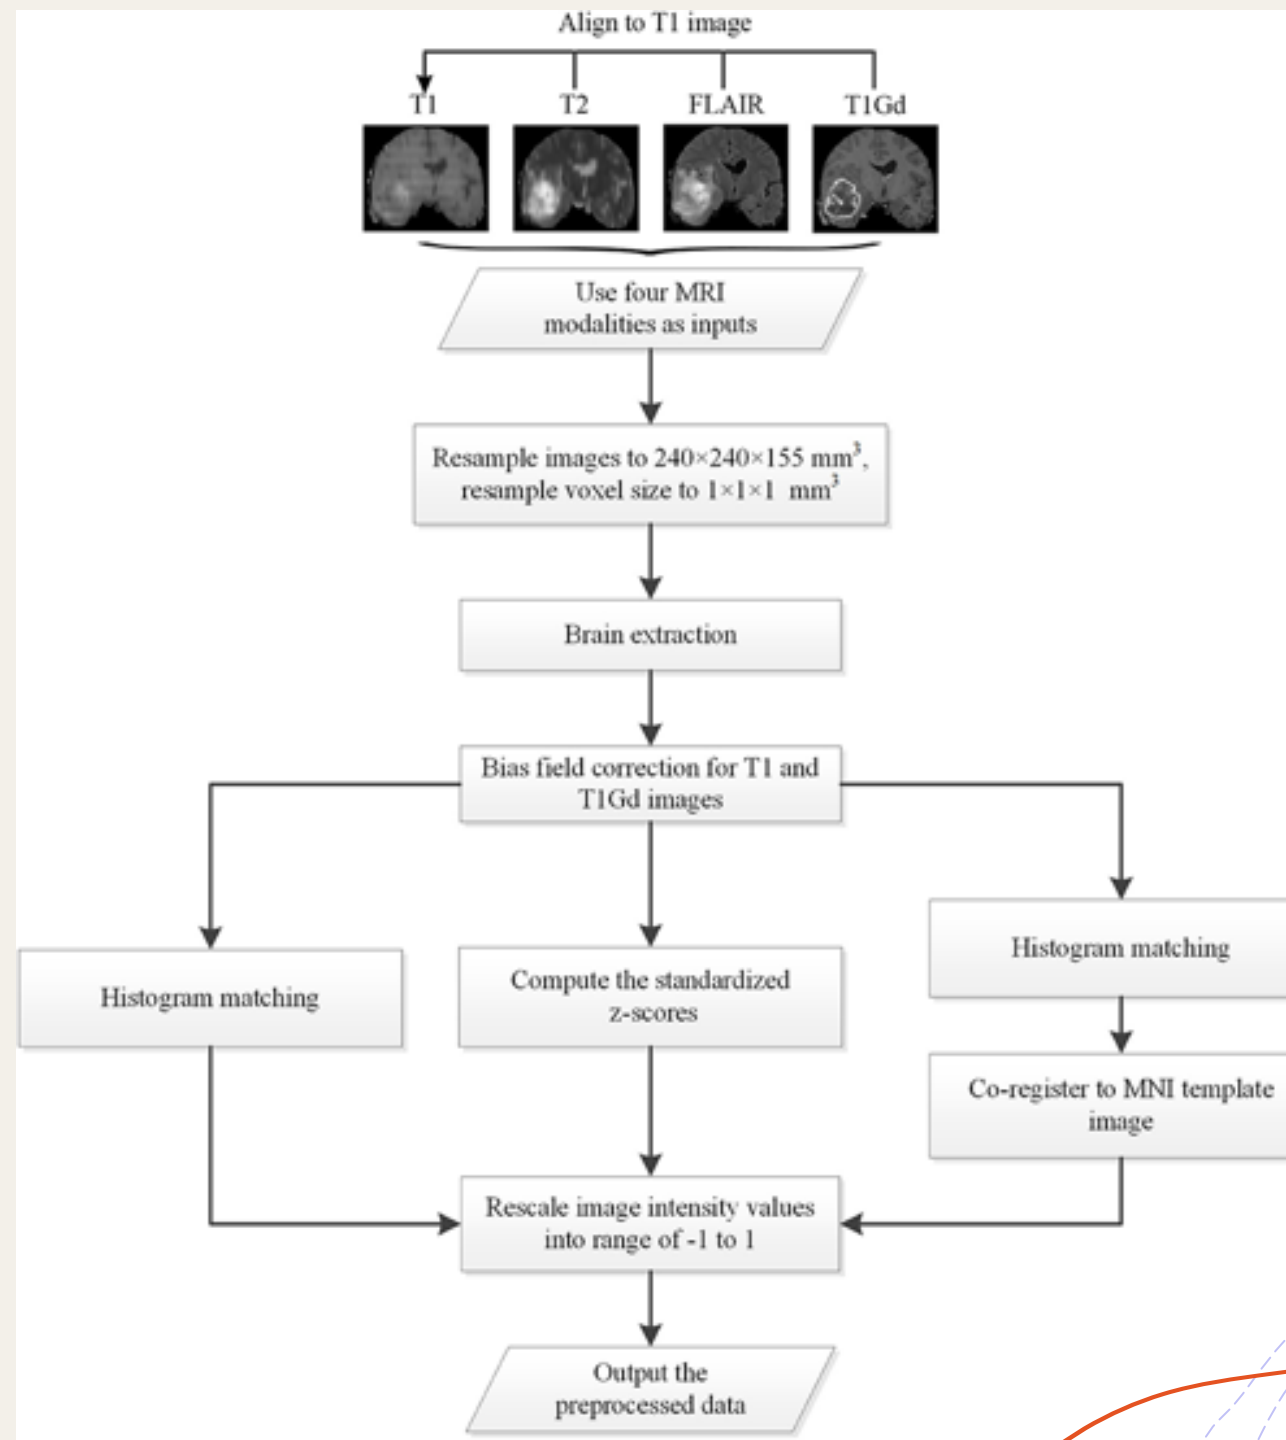 Align to T1 image
T1
T2
FLAIR
T1Gd
Use four MRI
modalities as inputs
Resample images to 240×240×155 mm³,
resample voxel size to 1×1×1 mm³
Brain extraction
Bias field correction for T1 and
T1Gd images
Histogram matching
Compute the standardized
z-scores
Histogram matching
Co-register to MNI template
image
Rescale image intensity values
into range of -1 to 1
Output the
preprocessed data